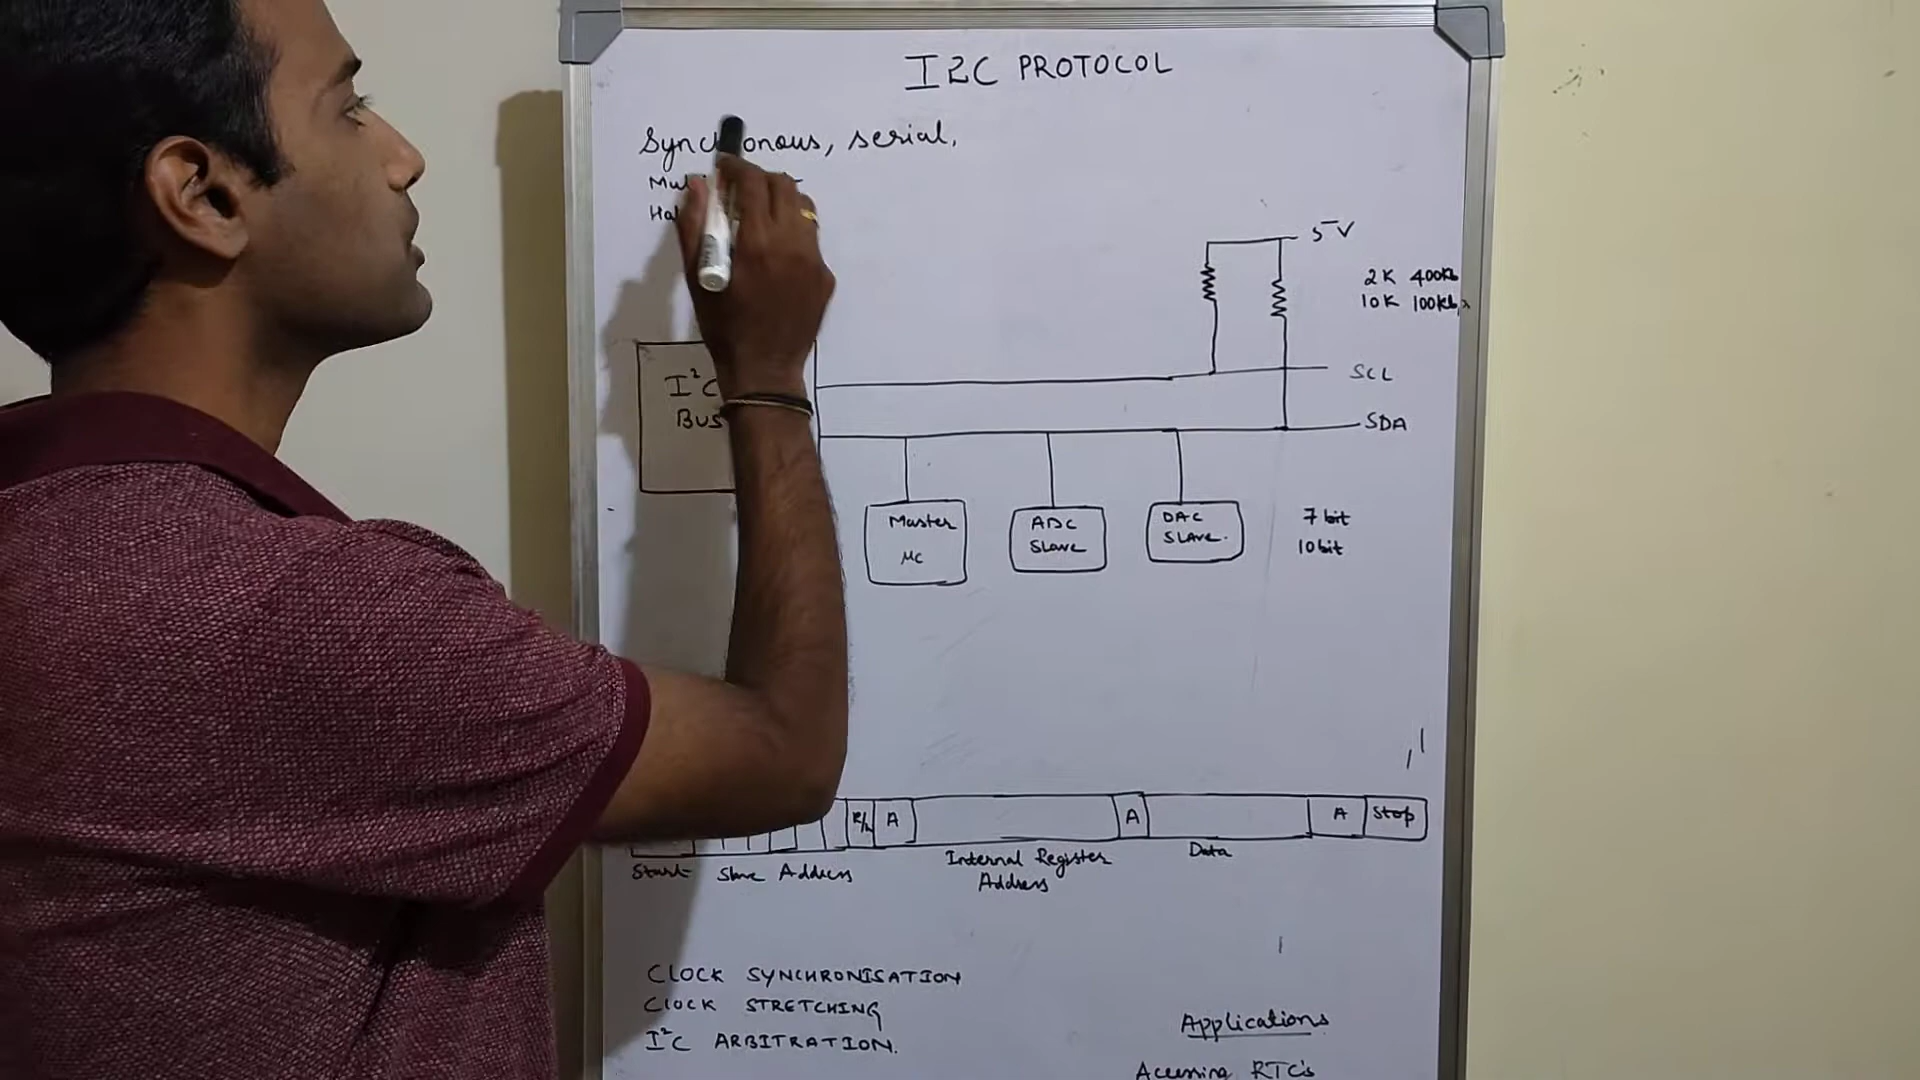 I2C PROTOCOL
Synchronous, serial,
5V
2K 400Kb
10K 100Kb
I²C
BUS
SCL
SDA
Master
μC
ADC
Slave
DAC
Slave.
7 bit
10 bit
A
A
A
Stop
Start
Slave Address
Internal Register
Address
Data
CLOCK SYNCHRONISATION
CLOCK STRETCHING
I²C ARBITRATION.
Applications
Accessing RTC's